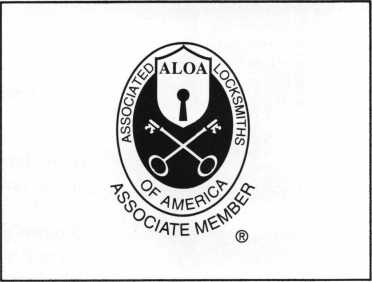 ALOA
ASSOCIATED LOCKSMITHS
OF AMERICA
ASSOCIATE MEMBER
®